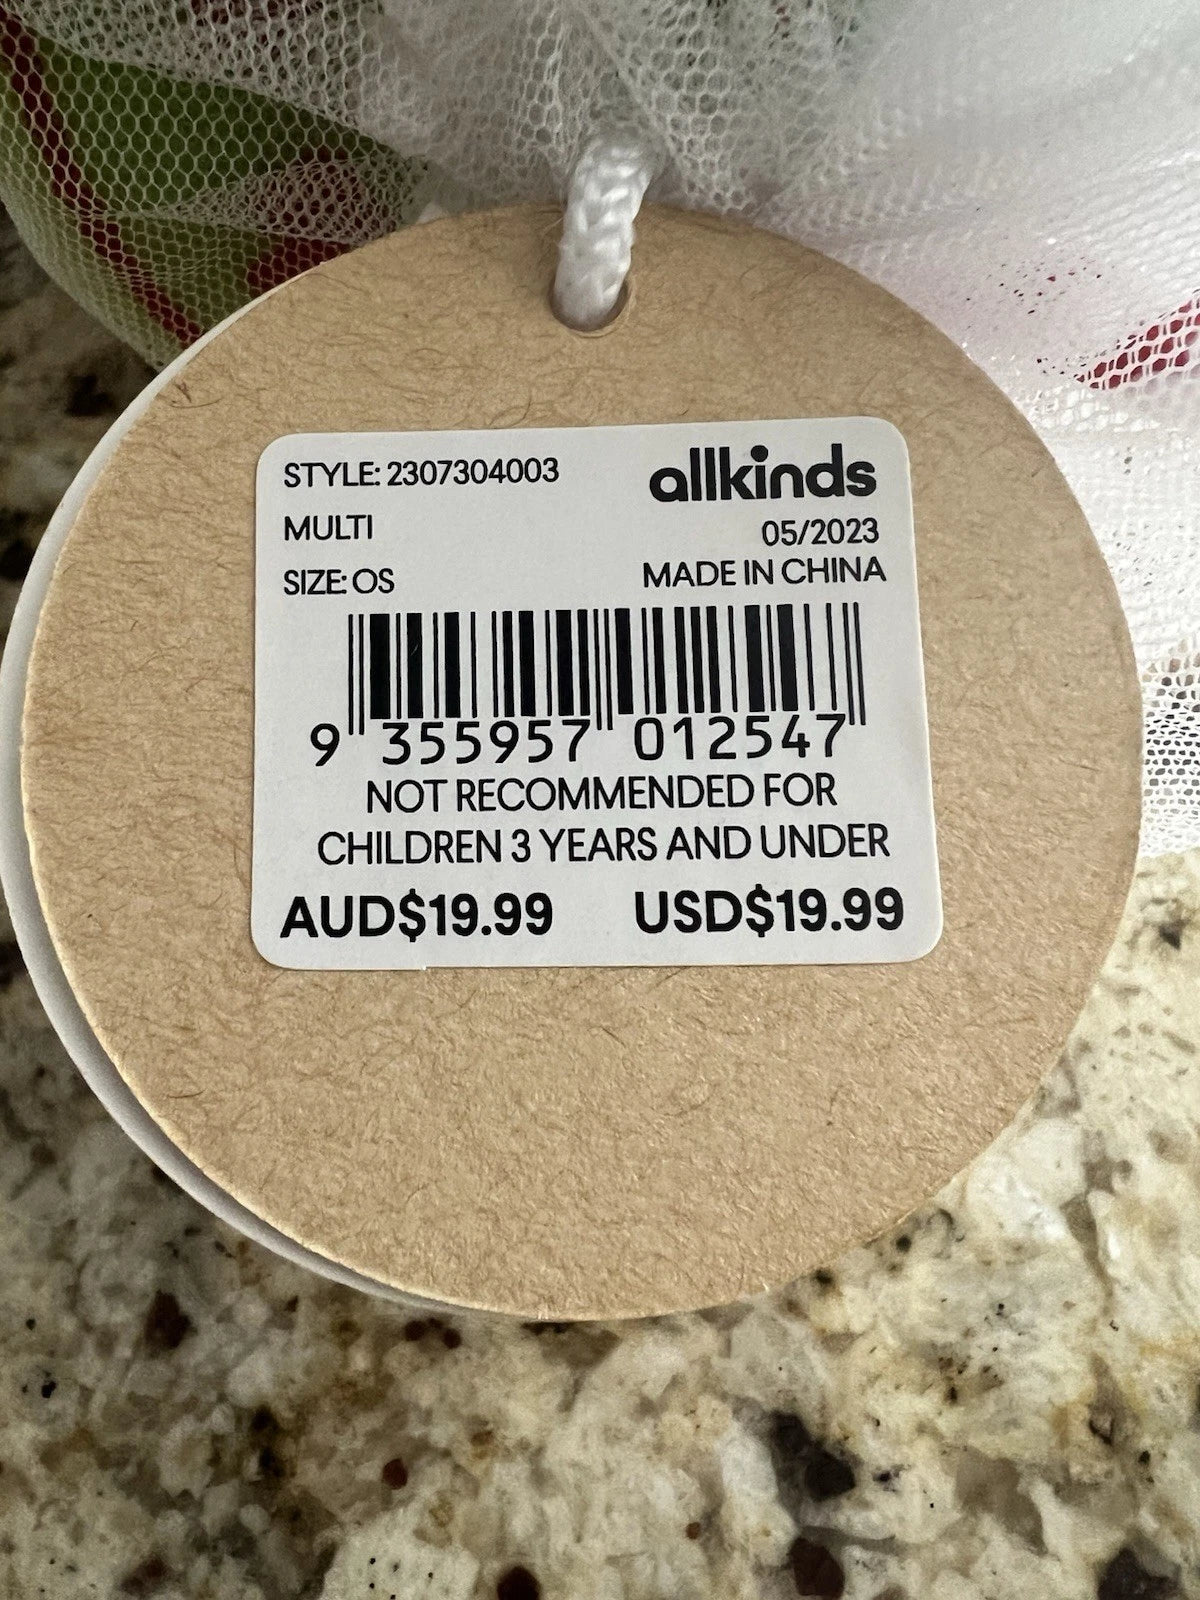 STYLE: 2307304003
allkinds
MULTI
05/2023
SIZE: OS
MADE IN CHINA
9 355957 012547
NOT RECOMMENDED FOR
CHILDREN 3 YEARS AND UNDER
AUD$19.99 USD$19.99